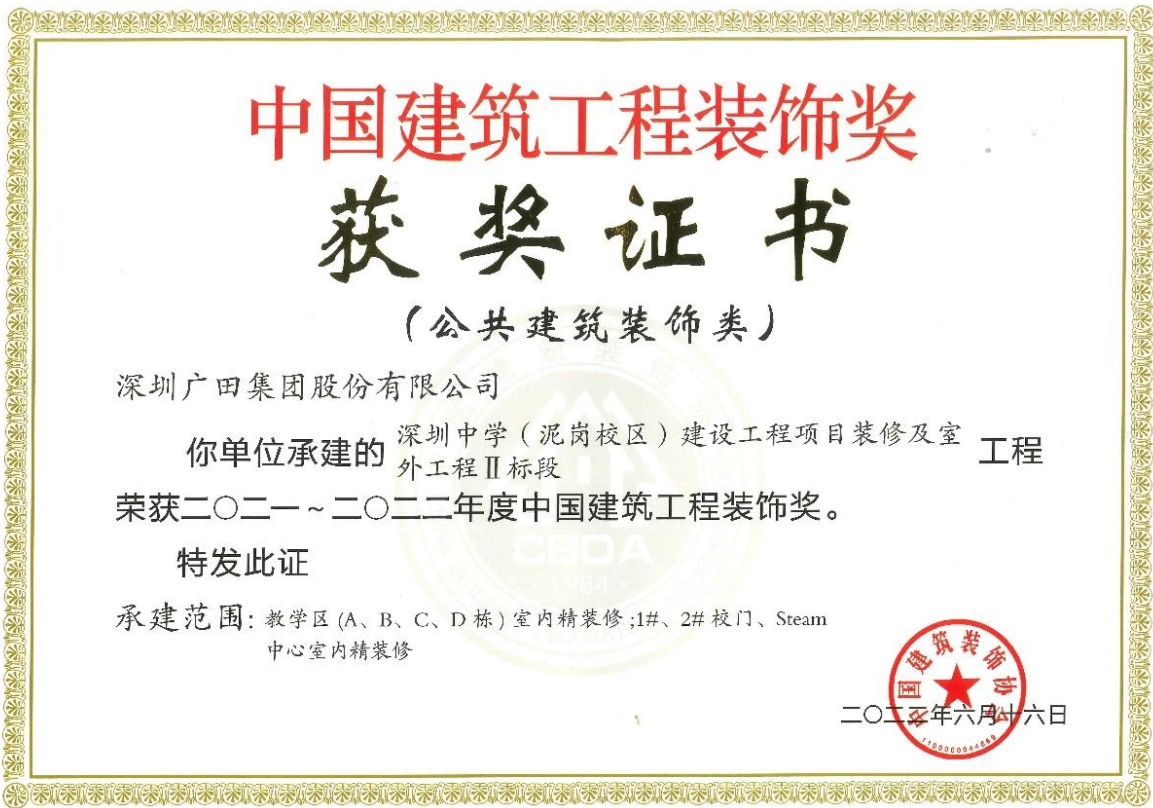 中国建筑工程装饰奖
获奖证书
（公共建筑装饰类）
深圳广田集团股份有限公司
你单位承建的 深圳中学（泥岗校区）建设工程项目装修及室外工程Ⅱ标段 工程
荣获二〇二一～二〇二二年度中国建筑工程装饰奖。
特发此证
承建范围：教学区 (A、B、C、D 栋) 室内精装修 ;1#、2# 校门、Steam
中心室内精装修
中国建筑装饰协会
年六月十六日
CBDA
1984